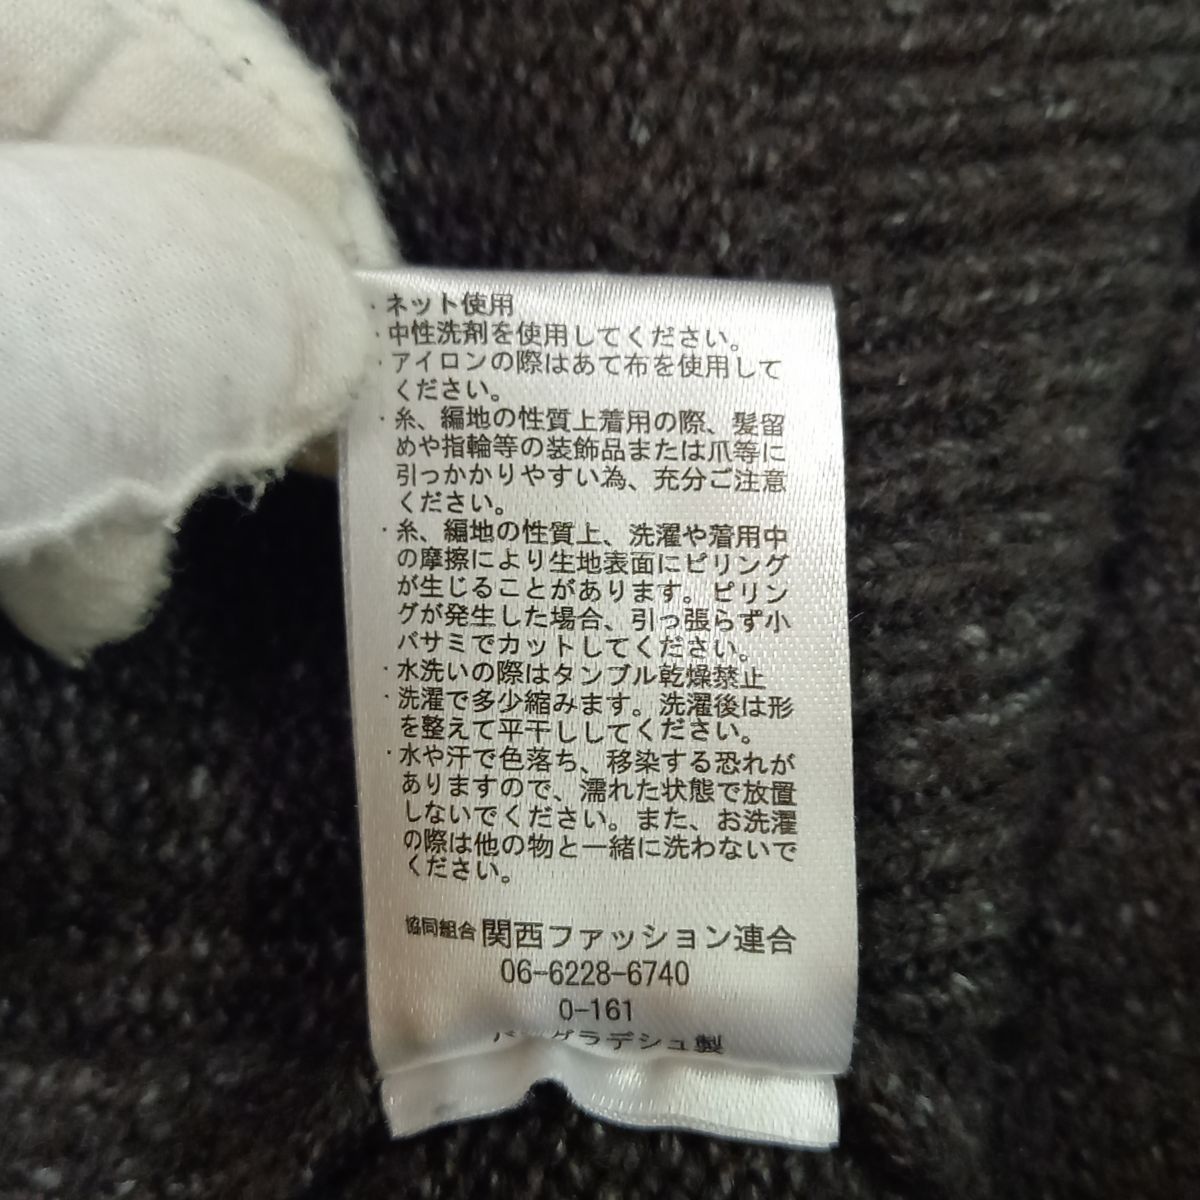 ・ネット使用
・中性洗剤を使用してください。
・アイロンの際はあて布を使用して
ください。
・糸、編地の性質上着用の際、髪留
めや指輪等の装飾品または爪等に
引っかかりやすい為、充分ご注意
ください。
・糸、編地の性質上、洗濯や着用中
の摩擦により生地表面にピリング
が生じることがあります。ピリン
グが発生した場合、引っ張らず小
バサミでカットしてください。
・水洗いの際はタンブル乾燥禁止
・洗濯で多少縮みます。洗濯後は形
を整えて平干ししてください。
・水や汗で色落ち、移染する恐れが
ありますので、濡れた状態で放置
しないでください。また、お洗濯
の際は他の物と一緒に洗わないで
ください。
協同組合 関西ファッション連合
06-6228-6740
0-161
バングラデシュ製